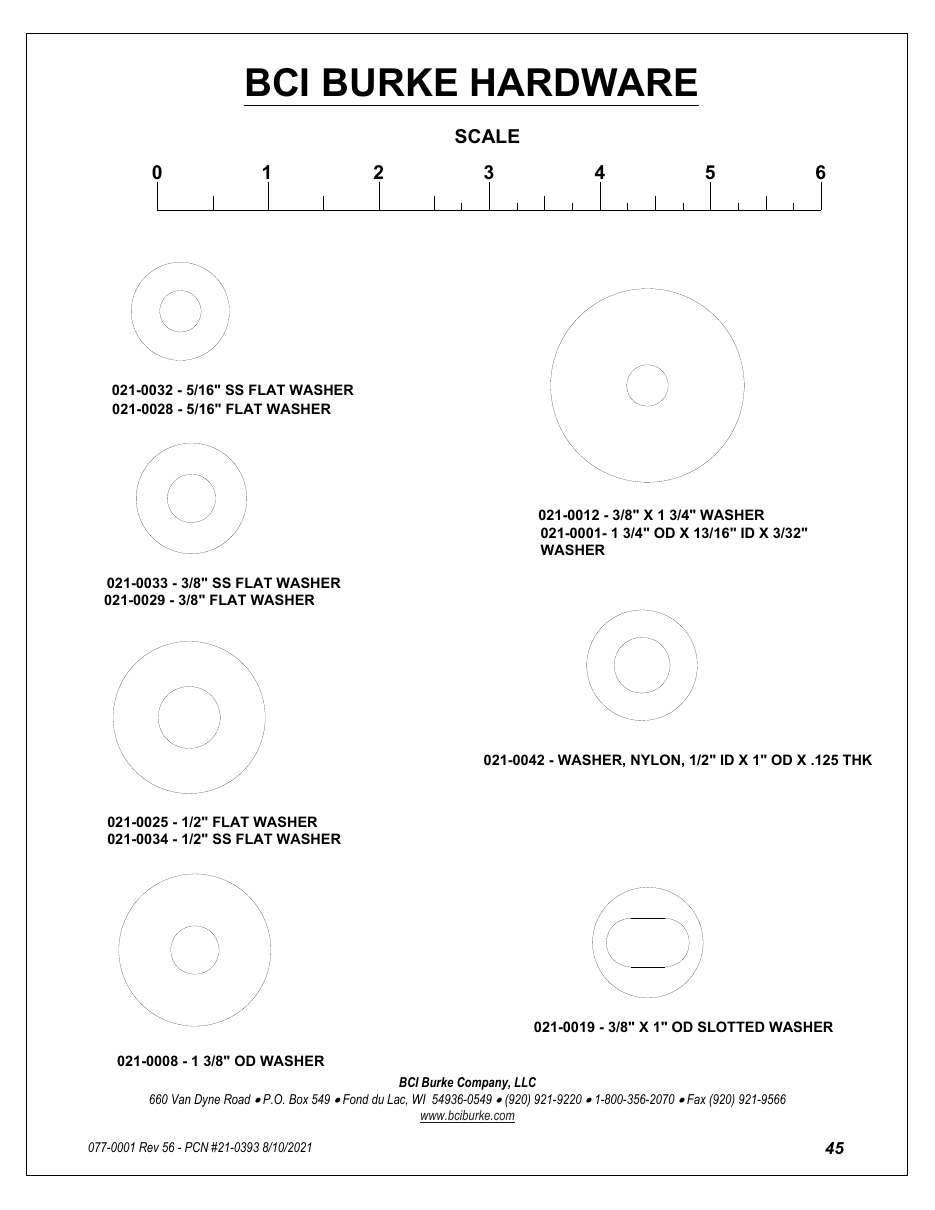 BCI BURKE HARDWARE
SCALE
0 1 2 3 4 5 6
021-0032 - 5/16" SS FLAT WASHER
021-0028 - 5/16" FLAT WASHER
021-0012 - 3/8" X 1 3/4" WASHER
021-0001- 1 3/4" OD X 13/16" ID X 3/32"
WASHER
021-0033 - 3/8" SS FLAT WASHER
021-0029 - 3/8" FLAT WASHER
021-0042 - WASHER, NYLON, 1/2" ID X 1" OD X .125 THK
021-0025 - 1/2" FLAT WASHER
021-0034 - 1/2" SS FLAT WASHER
021-0019 - 3/8" X 1" OD SLOTTED WASHER
021-0008 - 1 3/8" OD WASHER
BCI Burke Company, LLC
660 Van Dyne Road • P.O. Box 549 • Fond du Lac, WI 54936-0549 • (920) 921-9220 • 1-800-356-2070 • Fax (920) 921-9566
www.bciburke.com
077-0001 Rev 56 - PCN #21-0393 8/10/2021
45